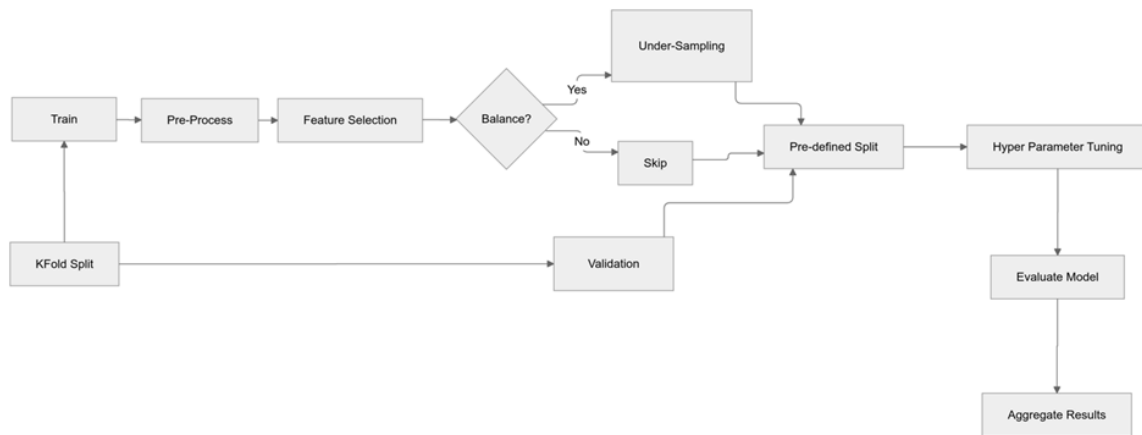 Under-Sampling
Yes
Train
Pre-Process
Feature Selection
Balance?
No
Skip
Pre-defined Split
Hyper Parameter Tuning
KFold Split
Validation
Evaluate Model
Aggregate Results